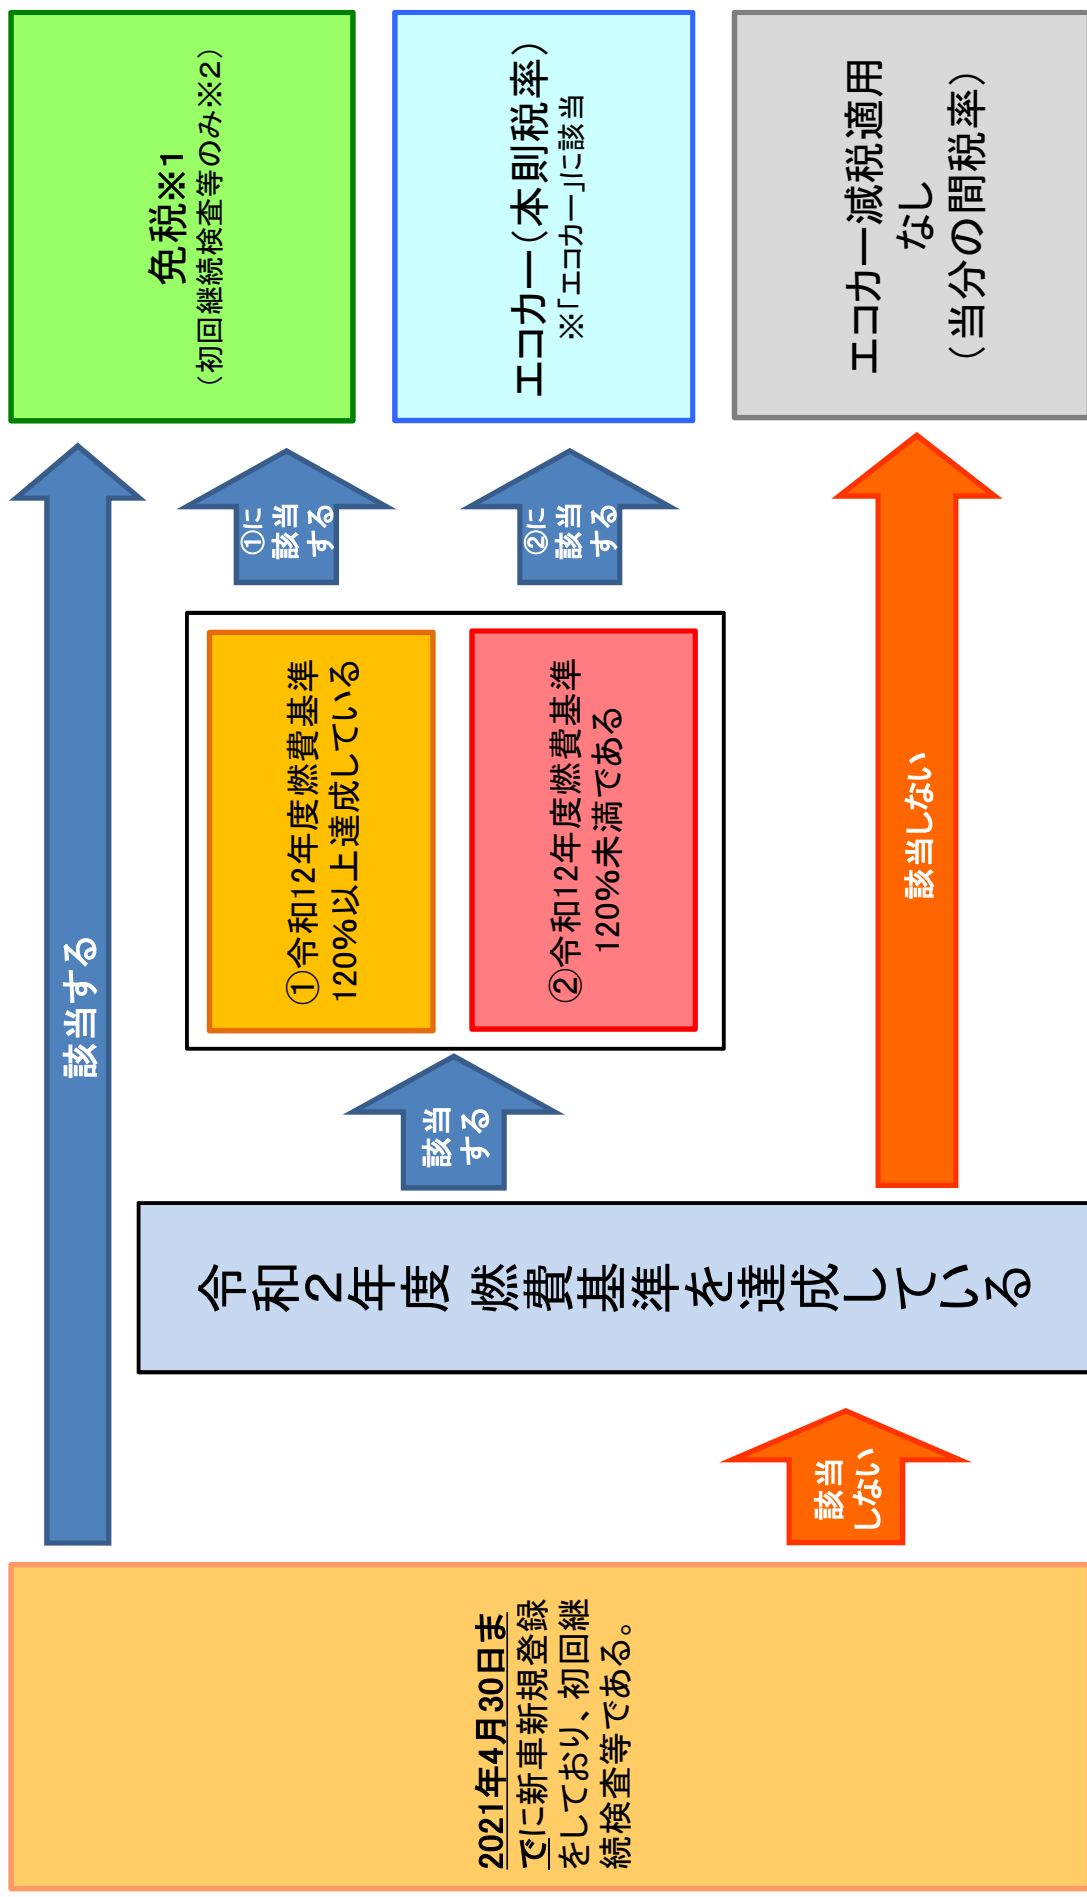 2021年4月30日ま
でに新車新規登録
をしており、初回継
続検査等である。
該当する
該当
しない
令和２年度 燃費基準を達成している
該当
する
該当しない
①令和12年度燃費基準
120％以上達成している
②令和12年度燃費基準
120％未満である
①に
該当
する
②に
該当
する
免税※1
（初回継続検査等のみ※２）
エコカー（本則税率）
※「エコカー」に該当
エコカー減税適用
なし
（当分の間税率）